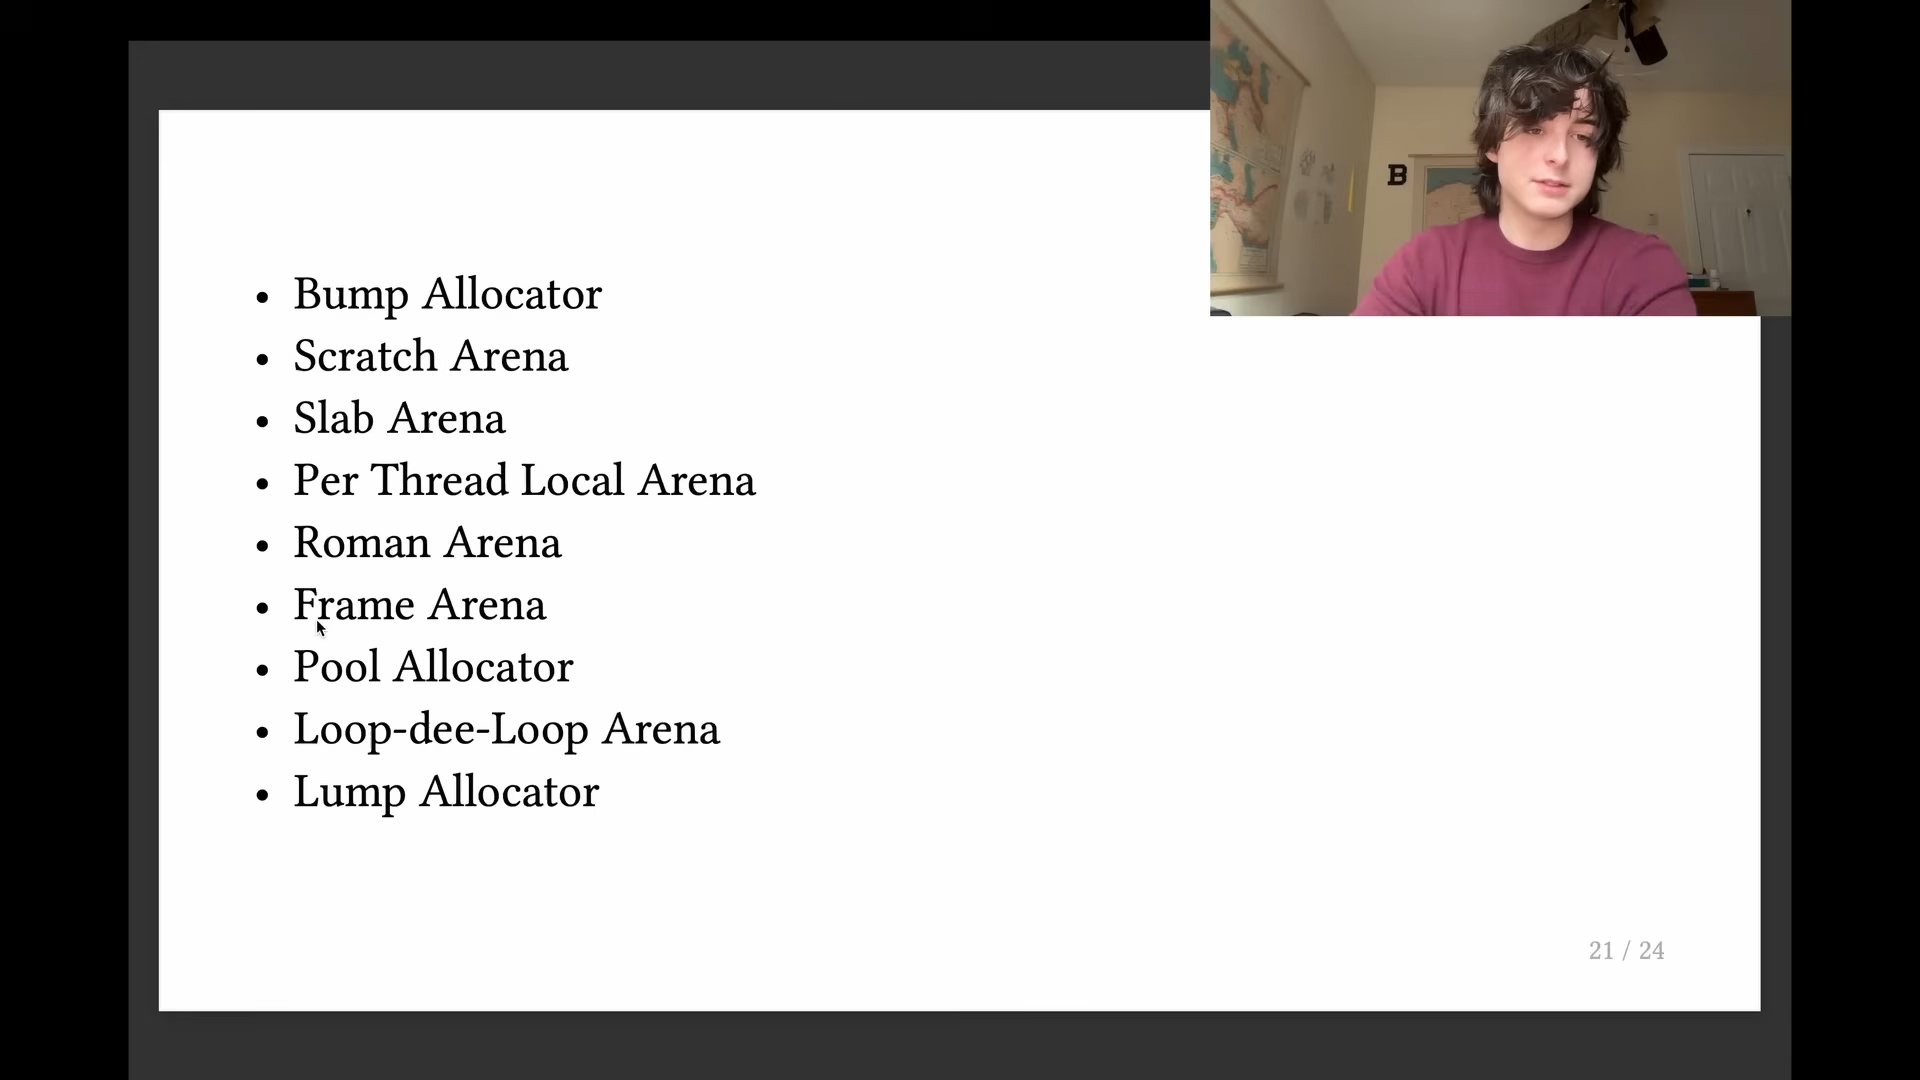 B
Bump Allocator
Scratch Arena
Slab Arena
Per Thread Local Arena
Roman Arena
Frame Arena
Pool Allocator
Loop-dee-Loop Arena
Lump Allocator
21 / 24